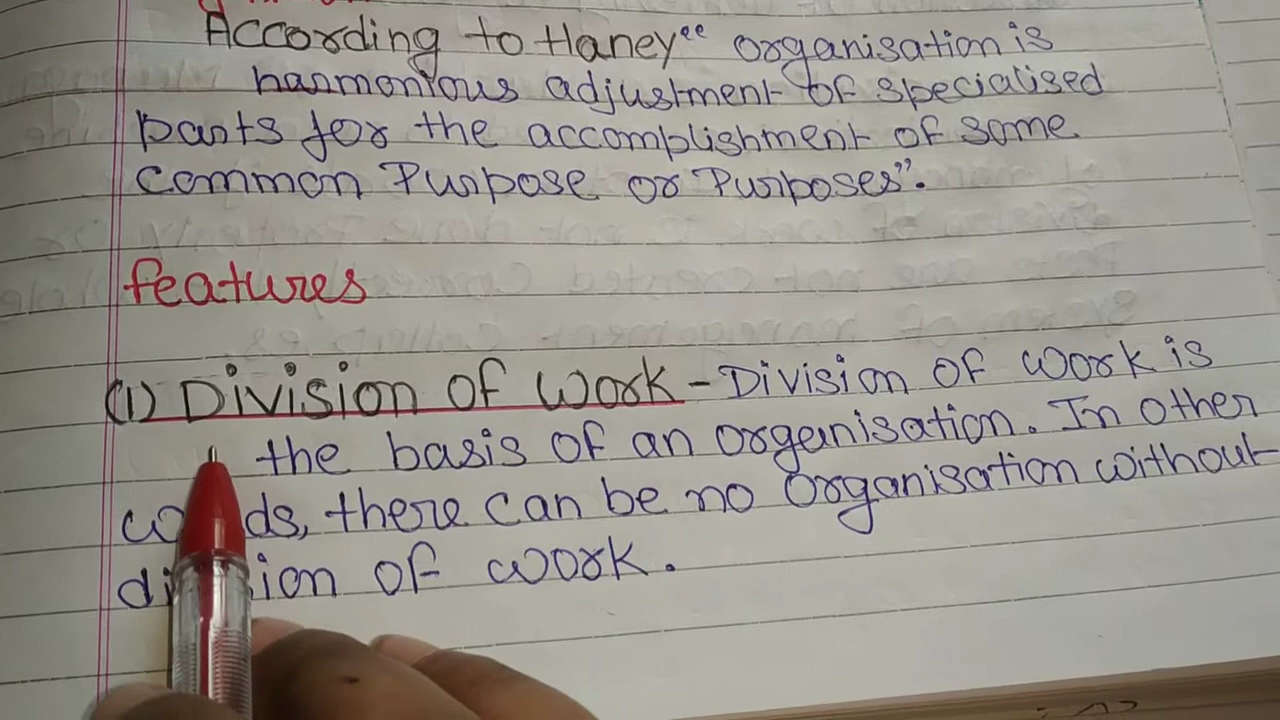 According to Haney“ organisation is
harmonious adjustment of specialised
parts for the accomplishment of some
common Purpose or Purposes”.
features
(1) Division of work - Division of work is
the basis of an organisation. In other
words, there can be no organisation without
division of work.